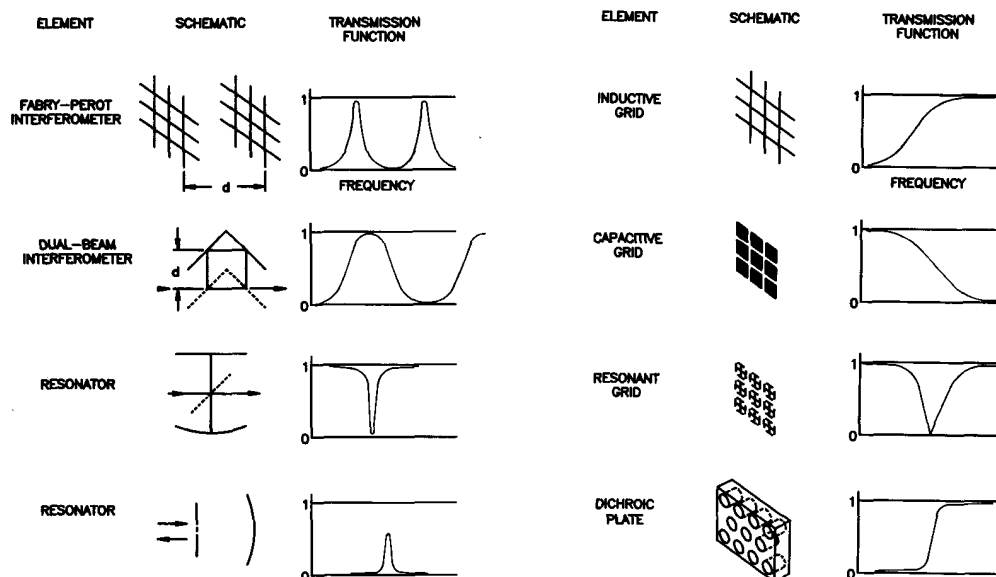 ELEMENT
SCHEMATIC
TRANSMISSION
FUNCTION
FABRY-PEROT
INTERFEROMETER
d
1
0
FREQUENCY
DUAL-BEAM
INTERFEROMETER
d
1
0
RESONATOR
1
0
RESONATOR
1
0
ELEMENT
SCHEMATIC
TRANSMISSION
FUNCTION
INDUCTIVE
GRID
1
0
FREQUENCY
CAPACITIVE
GRID
1
0
RESONANT
GRID
1
0
DICHROIC
PLATE
1
0